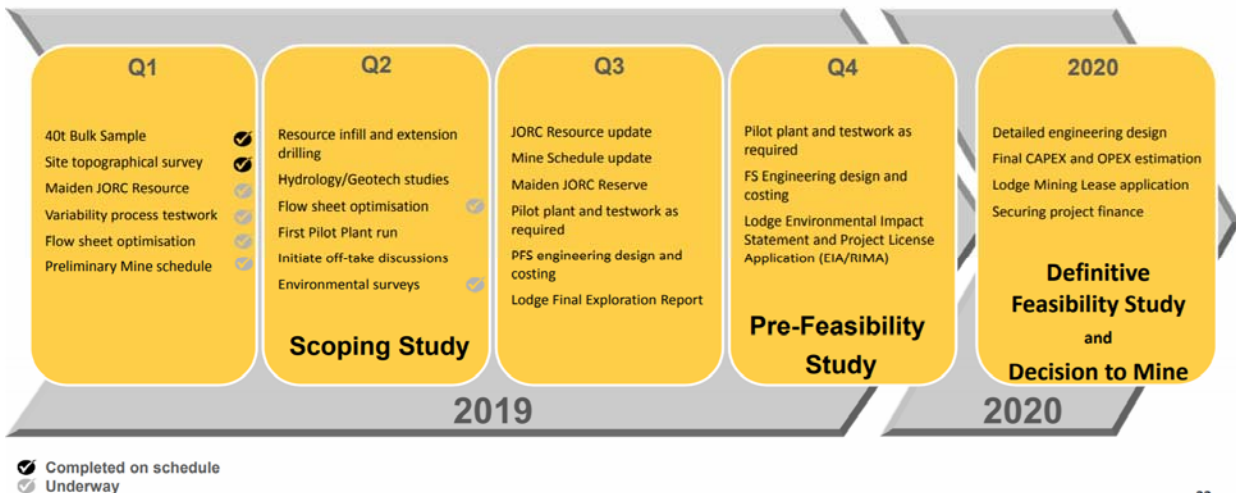 Q1
40t Bulk Sample
Site topographical survey
Maiden JORC Resource
Variability process testwork
Flow sheet optimisation
Preliminary Mine schedule
Q2
Resource infill and extension
drilling
Hydrology/Geotech studies
Flow sheet optimisation
First Pilot Plant run
Initiate off-take discussions
Environmental surveys
Scoping Study
Q3
JORC Resource update
Mine Schedule update
Maiden JORC Reserve
Pilot plant and testwork as
required
PFS engineering design and
costing
Lodge Final Exploration Report
Q4
Pilot plant and testwork as
required
FS Engineering design and
costing
Lodge Environmental Impact
Statement and Project License
Application (EIA/RIMA)
Pre-Feasibility
Study
2020
Detailed engineering design
Final CAPEX and OPEX estimation
Lodge Mining Lease application
Securing project finance
Definitive
Feasibility Study
and
Decision to Mine
2019
2020
Completed on schedule
Underway